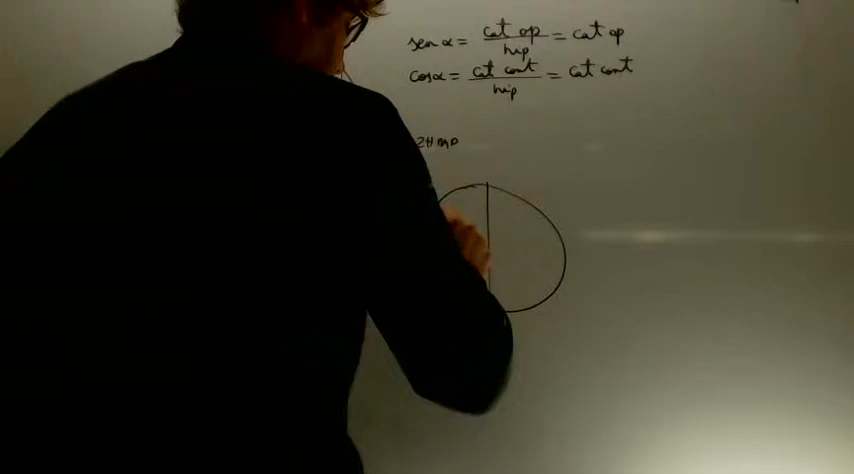 sen α = cat op / hip = cat op
cos α = cat cont / hip = cat cont